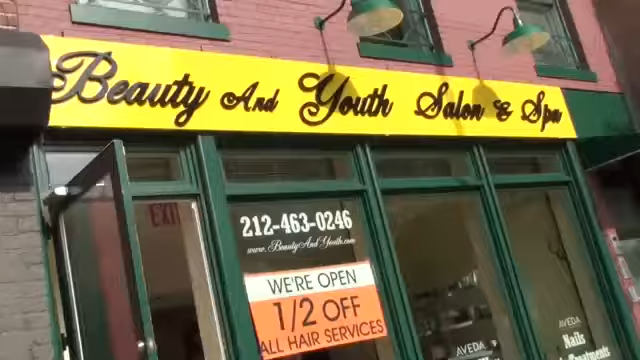 Beauty And Youth Salon & Spa
EXIT
212-463-0246
www.BeautyAndYouth.com
WE'RE OPEN
1/2 OFF
ALL HAIR SERVICES
AVEDA
AVEDA
Nails